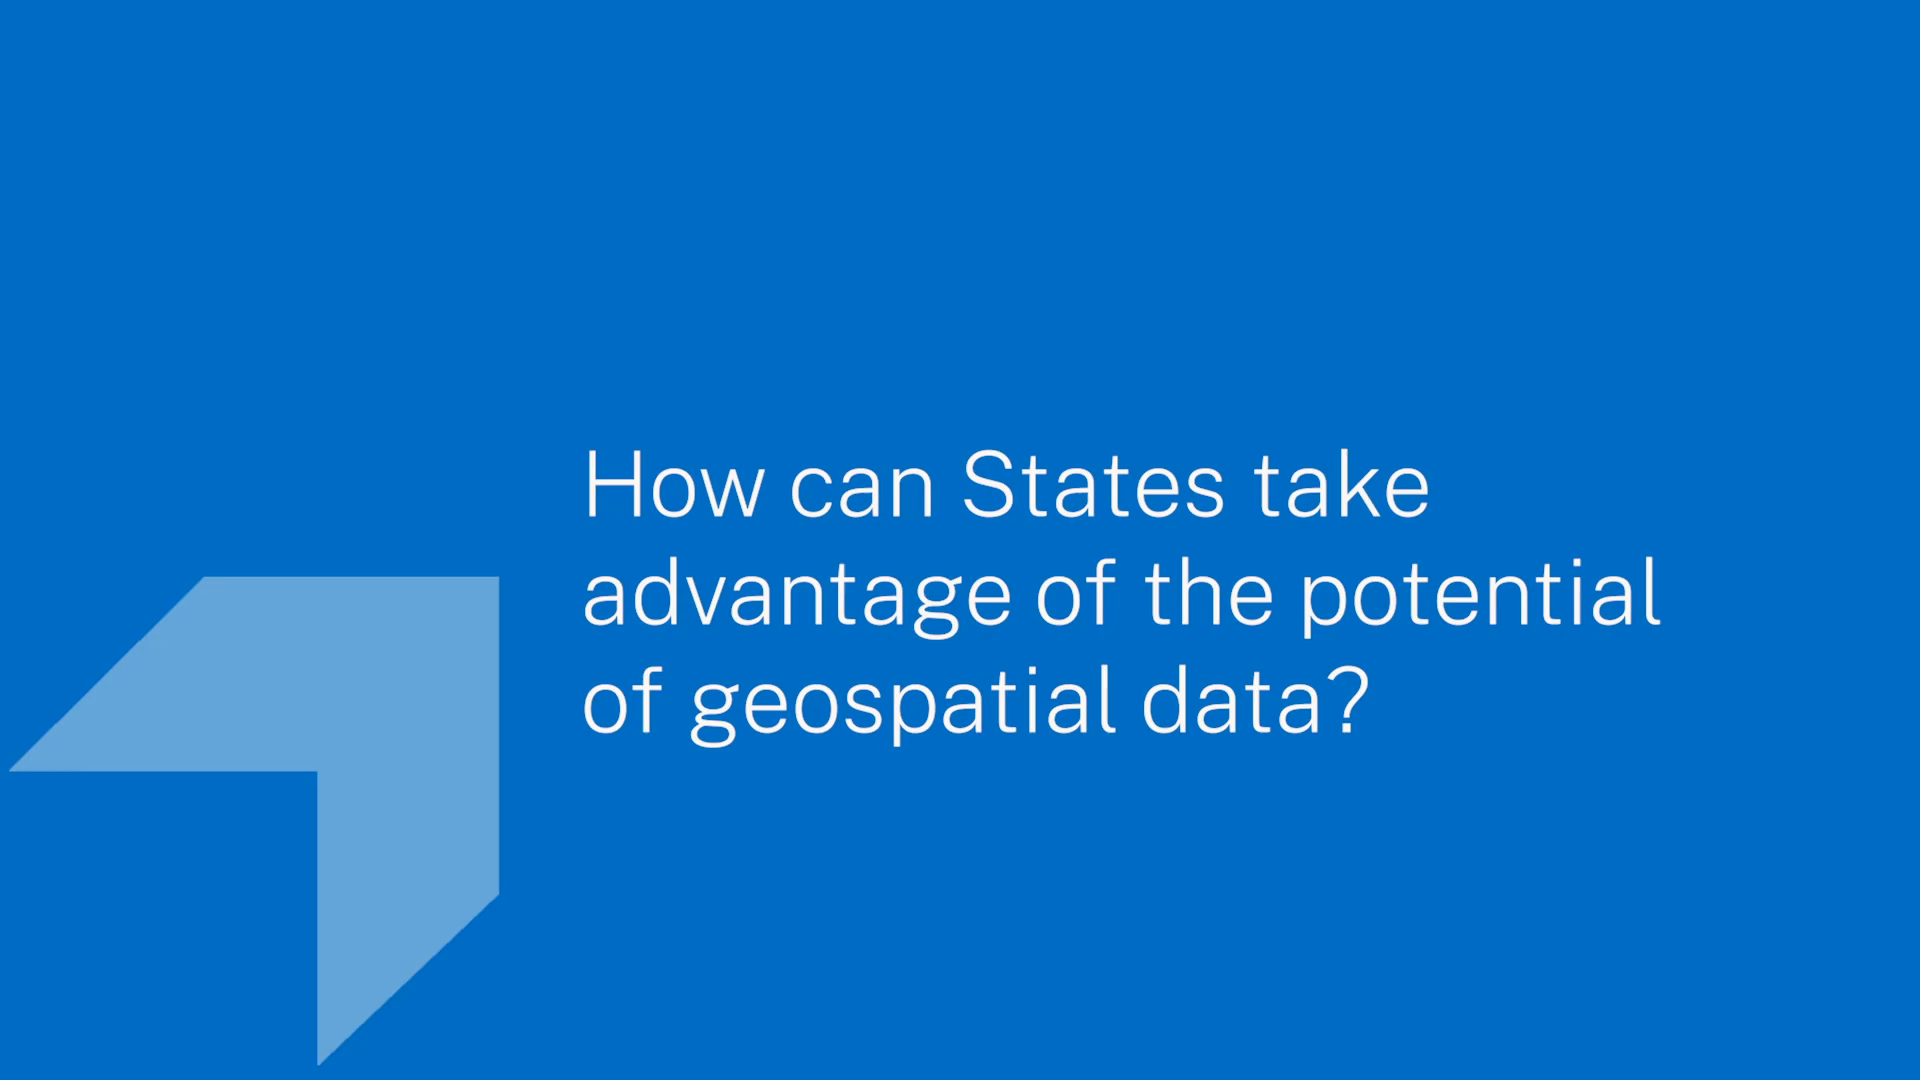 How can States take
advantage of the potential
of geospatial data?